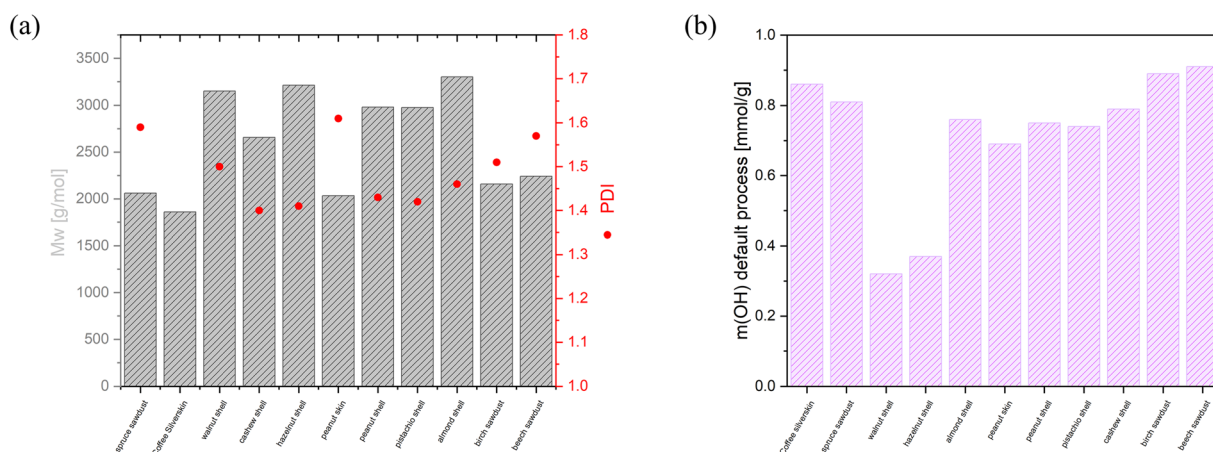 (a)
Mw [g/mol]
3500
3000
2500
2000
1500
1000
500
0
1.8
1.7
1.6
1.5
1.4
1.3
1.2
1.1
1.0
PDI
spruce sawdust
Coffee Silverskin
walnut shell
cashew shell
hazelnut shell
peanut skin
peanut shell
pistachio shell
almond shell
birch sawdust
beech sawdust
(b)
m(OH) default process [mmol/g]
1.0
0.8
0.6
0.4
0.2
0.0
Coffee silverskin
spruce sawdust
walnut shell
hazelnut shell
almond shell
peanut skin
peanut shell
pistachio shell
cashew shell
birch sawdust
beech sawdust